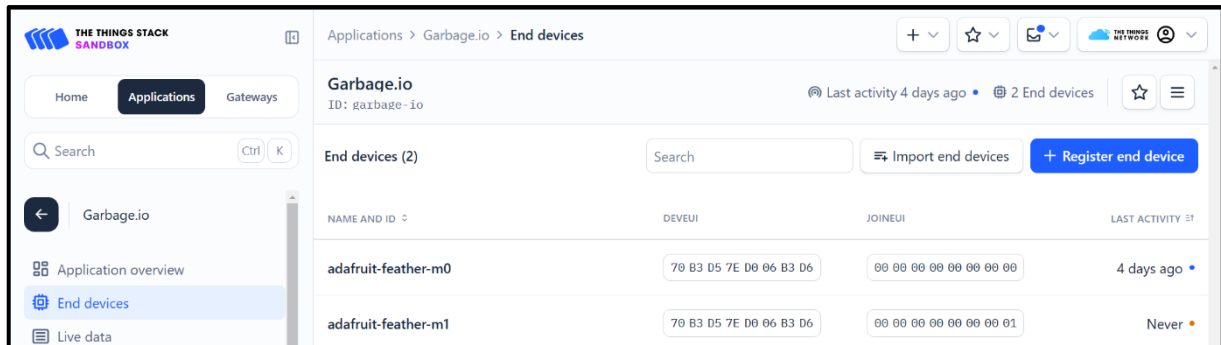 THE THINGS STACK
SANDBOX
Applications > Garbage.io > End devices
THE THINGS
NETWORK
Home Applications Gateways
Garbage.io
ID: garbage-io
Last activity 4 days ago • 2 End devices
Search Ctrl K
End devices (2)
Search
Import end devices
+ Register end device
Garbage.io
NAME AND ID DEVEUI JOINEUI LAST ACTIVITY
Application overview
adafruit-feather-m0 70 B3 D5 7E D0 06 B3 D6 00 00 00 00 00 00 00 00 4 days ago •
End devices
adafruit-feather-m1 70 B3 D5 7E D0 06 B3 D6 00 00 00 00 00 00 00 01 Never •
Live data